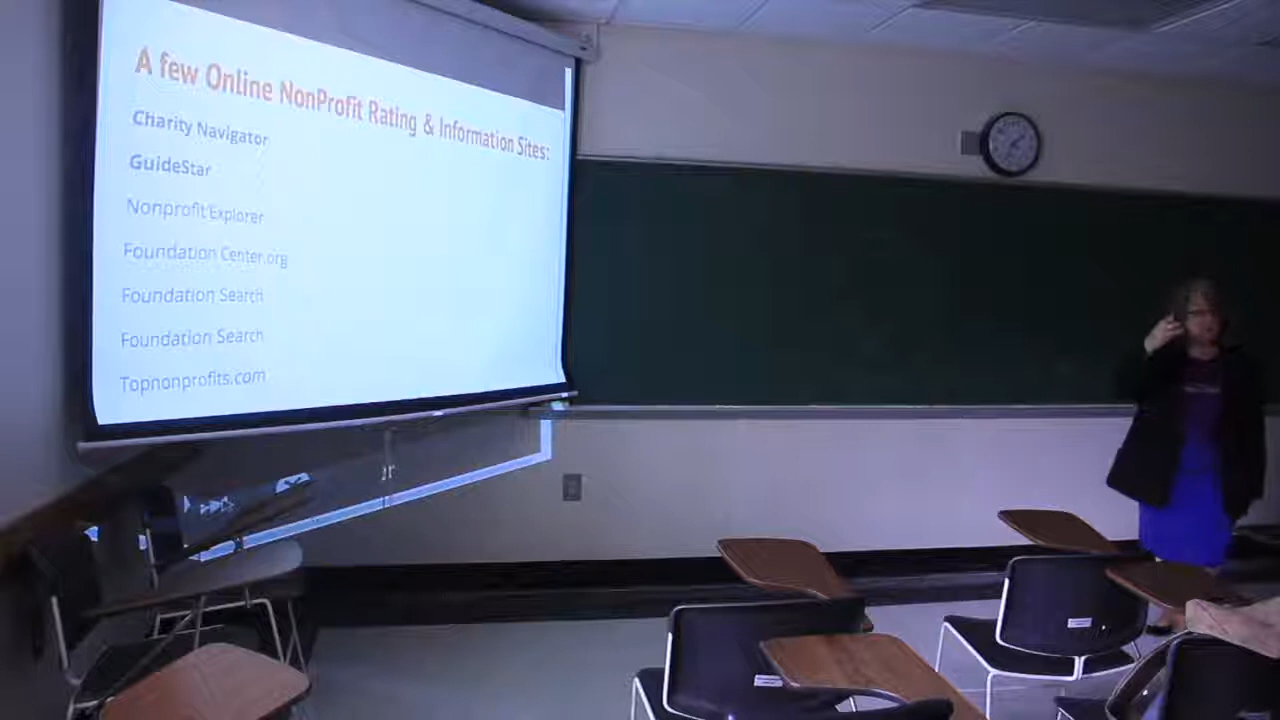 A few Online NonProfit Rating & Information Sites:
Charity Navigator
GuideStar
Nonprofit Explorer
Foundation Center.org
Foundation Search
Foundation Search
Topnonprofits.com